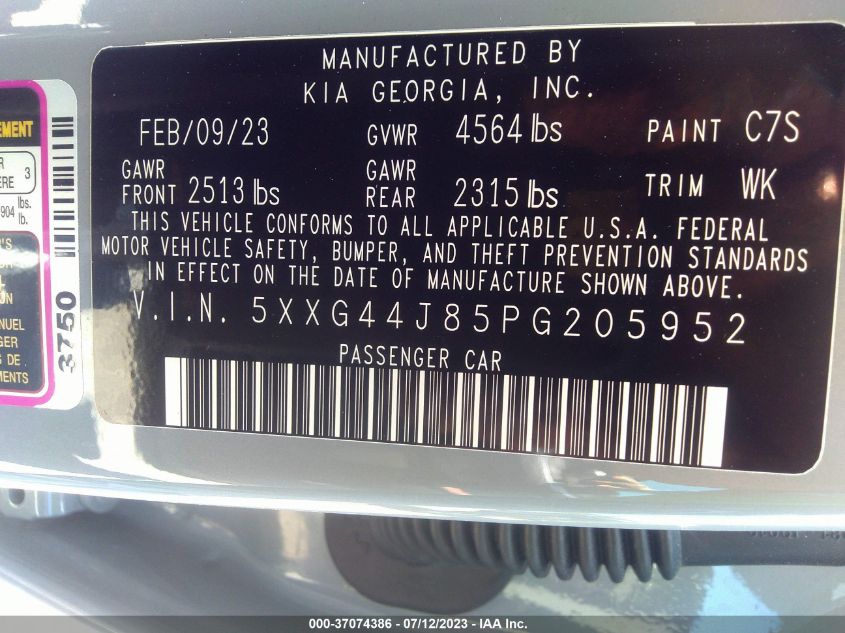 MANUFACTURED BY
KIA GEORGIA, INC.
FEB/09/23 GVWR 4564 lbs PAINT C7S
GAWR FRONT 2513 lbs GAWR REAR 2315 lbs TRIM WK
THIS VEHICLE CONFORMS TO ALL APPLICABLE U.S.A. FEDERAL
MOTOR VEHICLE SAFETY, BUMPER, AND THEFT PREVENTION STANDARDS
IN EFFECT ON THE DATE OF MANUFACTURE SHOWN ABOVE.
V.I.N. 5XXG44J85PG205952
PASSENGER CAR
EMENT
R
ERE 3
904 lbs.
lb.
R'S
NUEL
GER
S DE.
MENTS
3750
000-37074386 - 07/12/2023 - IAA Inc.